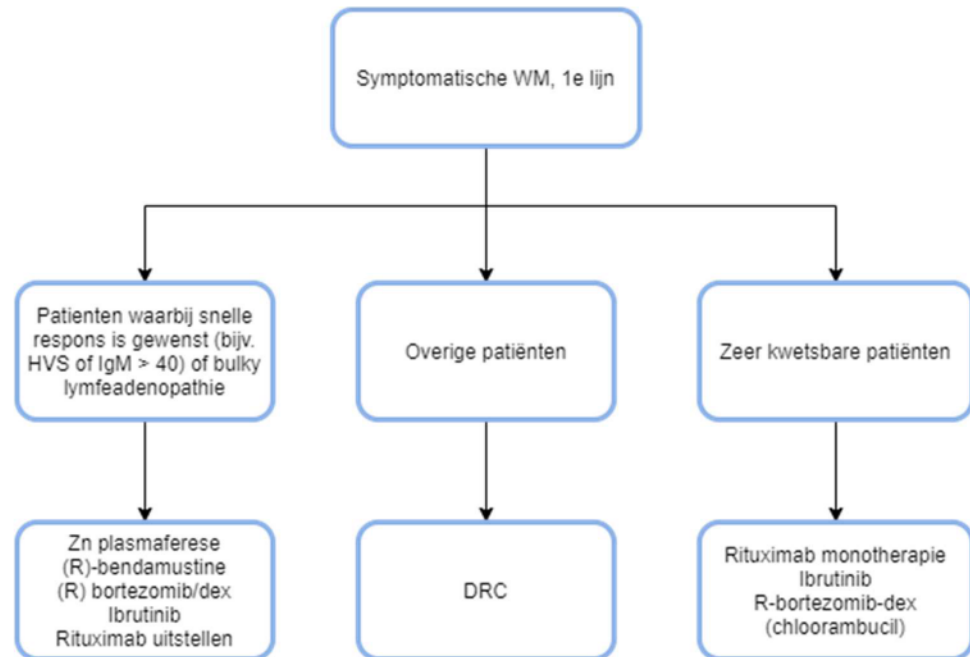 Symptomatische WM, 1e lijn
Patienten waarbij snelle
respons is gewenst (bijv.
HVS of IgM > 40) of bulky
lymfeadenopathie
Overige patiënten
Zeer kwetsbare patiënten
Zn plasmaferese
(R)-bendamustine
(R) bortezomib/dex
Ibrutinib
Rituximab uitstellen
DRC
Rituximab monotherapie
Ibrutinib
R-bortezomib-dex
(chloorambucil)